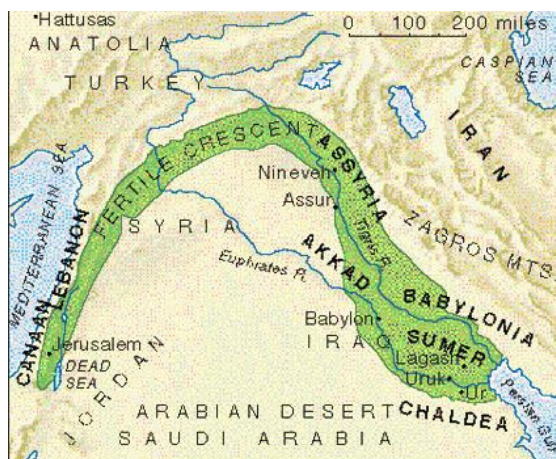 Hattusas
ANATOLIA
TURKEY
0 100 200 miles
CASPIAN
SEA
IRAN
FERTILE CRESCENT
ASSYRIA
Nineveh
Assur
Tigris R.
ZAGROS MTS
MEDITERRANEAN SEA
LEBANON
CANAAN
SYRIA
Euphrates R.
AKKAD
BABYLONIA
Babylon
IRAQ
SUMER
Lagash
Uruk
Ur
Jerusalem
DEAD
SEA
JORDAN
CHALDEA
Persian Gulf
ARABIAN DESERT
SAUDI ARABIA